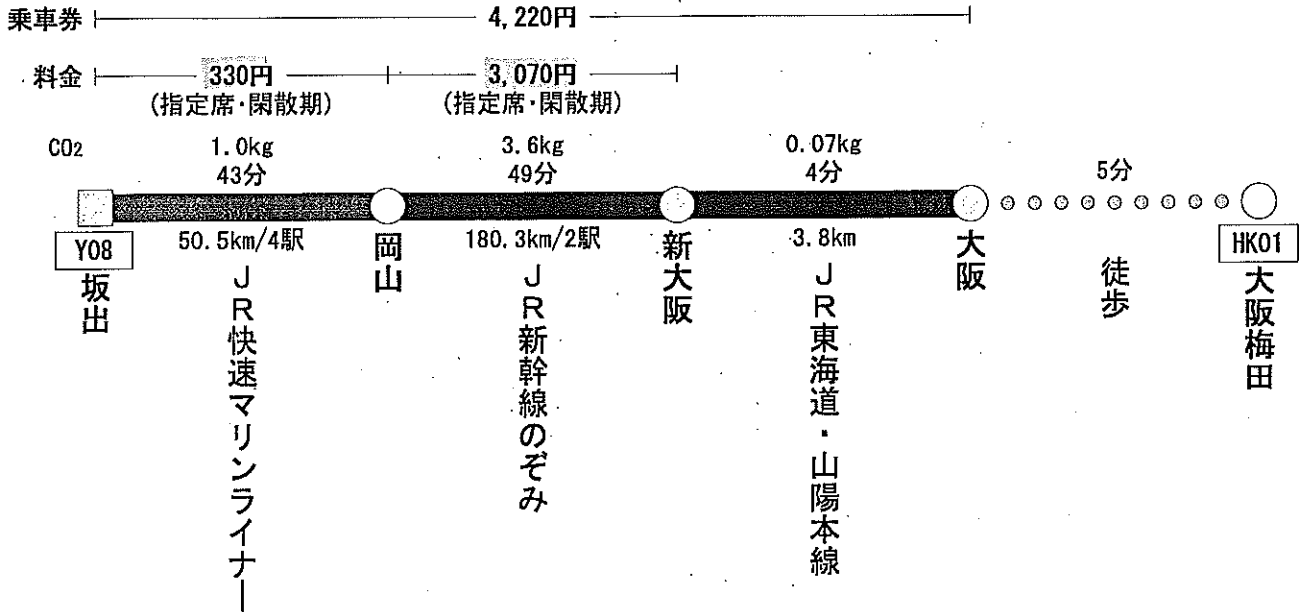 乗車券 4,220円
料金 330円 3,070円
(指定席・閑散期) (指定席・閑散期)
CO2 1.0kg 3.6kg 0.07kg
43分 49分 4分 5分
50.5km/4駅 180.3km/2駅 3.8km
Y08 HK01
坂出
JR快速マリンライナー
岡山
JR新幹線のぞみ
新大阪
JR東海道・山陽本線
大阪
徒歩
大阪梅田